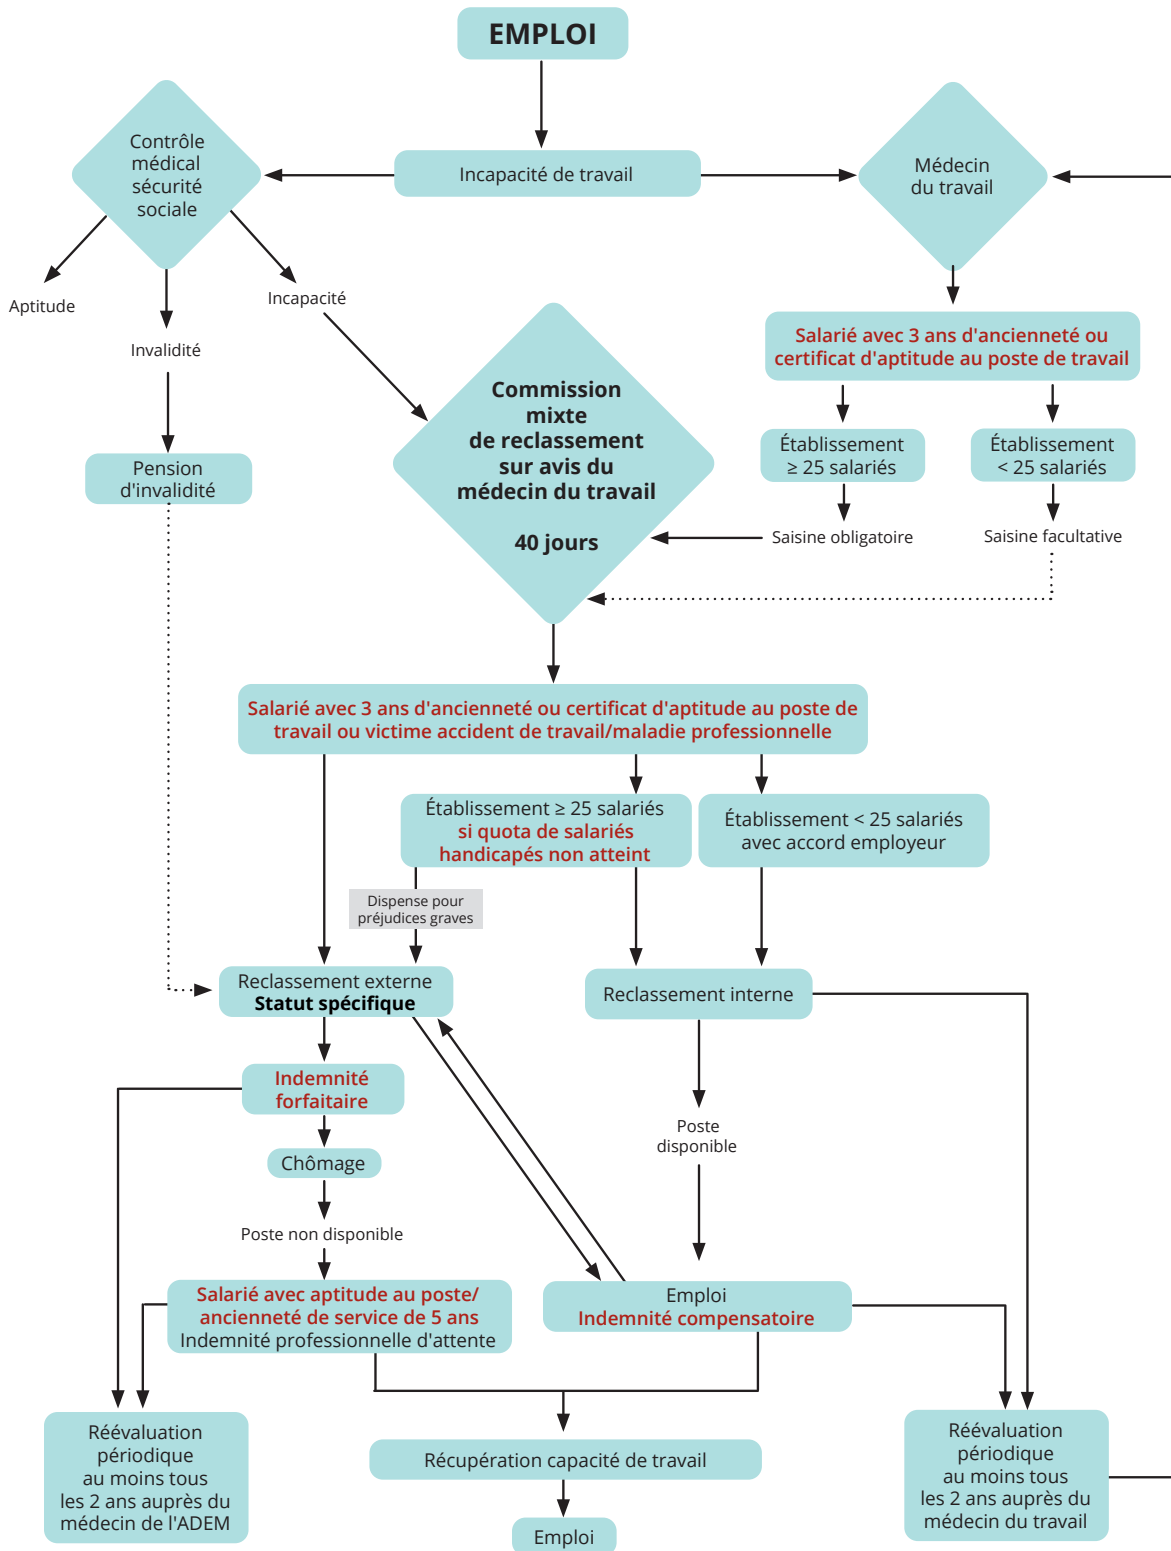 EMPLOI
Contrôle
médical
sécurité
sociale
Incapacité de travail
Médecin
du travail
Aptitude
Incapacité
Invalidité
Salarié avec 3 ans d'ancienneté ou
certificat d'aptitude au poste de travail
Commission
mixte
de reclassement
sur avis du
médecin du travail
40 jours
Établissement
≥ 25 salariés
Établissement
< 25 salariés
Pension
d'invalidité
Saisine obligatoire
Saisine facultative
Salarié avec 3 ans d'ancienneté ou certificat d'aptitude au poste de
travail ou victime accident de travail/maladie professionnelle
Établissement ≥ 25 salariés
si quota de salariés
handicapés non atteint
Établissement < 25 salariés
avec accord employeur
Dispense pour
préjudices graves
Reclassement externe
Statut spécifique
Reclassement interne
Indemnité
forfaitaire
Poste
disponible
Chômage
Poste non disponible
Salarié avec aptitude au poste/
ancienneté de service de 5 ans
Indemnité professionnelle d'attente
Emploi
Indemnité compensatoire
Réévaluation
périodique
au moins tous
les 2 ans auprès du
médecin de l'ADEM
Récupération capacité de travail
Réévaluation
périodique
au moins tous
les 2 ans auprès du
médecin du travail
Emploi